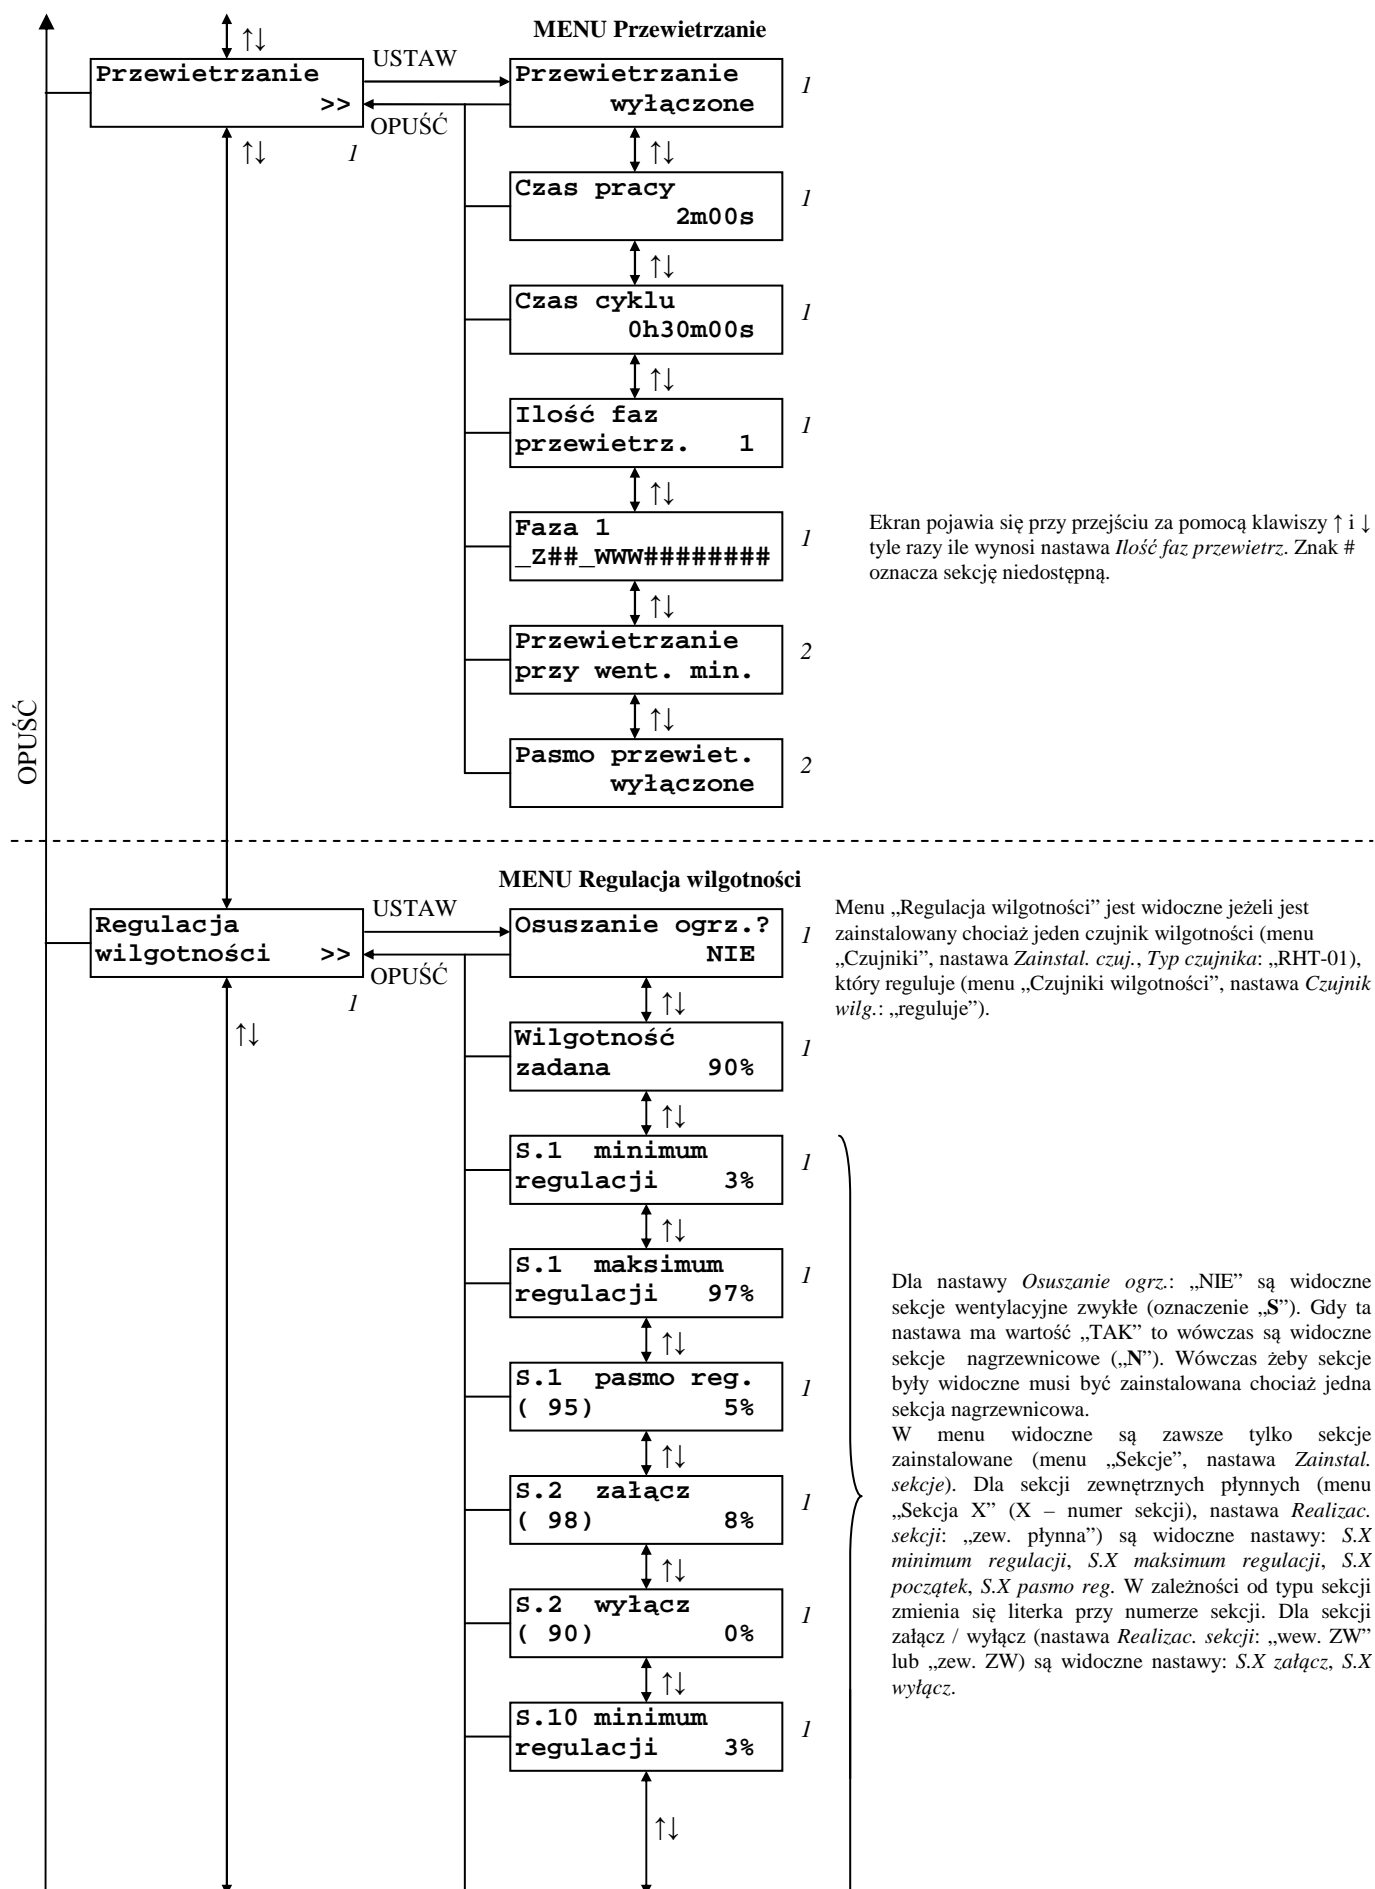 MENU Przewietrzanie
↑↓
Przewietrzanie
>>
USTAW
OPUŚĆ
1
↑↓
Przewietrzanie
wyłączone
1
↑↓
Czas pracy
2m00s
1
↑↓
Czas cyklu
0h30m00s
1
↑↓
Ilość faz
przewietrz. 1
1
↑↓
Faza 1
_Z##_WWW########
1
Ekran pojawia się przy przejściu za pomocą klawiszy ↑ i ↓
tyle razy ile wynosi nastawa Ilość faz przewietrz. Znak #
oznacza sekcję niedostępną.
↑↓
Przewietrzanie
przy went. min.
2
↑↓
Pasmo przewiet.
wyłączone
2
OPUŚĆ
MENU Regulacja wilgotności
Regulacja
wilgotności >>
USTAW
OPUŚĆ
1
↑↓
Osuszanie ogrz.?
NIE
1
Menu „Regulacja wilgotności” jest widoczne jeżeli jest
zainstalowany chociaż jeden czujnik wilgotności (menu
„Czujniki”, nastawa Zainstal. czuj., Typ czujnika: „RHT-01),
który reguluje (menu „Czujniki wilgotności”, nastawa Czujnik
wilg.: „reguluje”).
↑↓
Wilgotność
zadana 90%
1
↑↓
S.1 minimum
regulacji 3%
1
↑↓
S.1 maksimum
regulacji 97%
1
↑↓
S.1 pasmo reg.
( 95) 5%
1
↑↓
S.2 załącz
( 98) 8%
1
↑↓
S.2 wyłącz
( 90) 0%
1
↑↓
S.10 minimum
regulacji 3%
1
↑↓
Dla nastawy Osuszanie ogrz.: „NIE” są widoczne
sekcje wentylacyjne zwykłe (oznaczenie „S”). Gdy ta
nastawa ma wartość „TAK” to wówczas są widoczne
sekcje nagrzewnicowe („N”). Wówczas żeby sekcje
były widoczne musi być zainstalowana chociaż jedna
sekcja nagrzewnicowa.
W menu widoczne są zawsze tylko sekcje
zainstalowane (menu „Sekcje”, nastawa Zainstal.
sekcje). Dla sekcji zewnętrznych płynnych (menu
„Sekcja X” (X – numer sekcji), nastawa Realizac.
sekcji: „zew. płynna”) są widoczne nastawy: S.X
minimum regulacji, S.X maksimum regulacji, S.X
początek, S.X pasmo reg. W zależności od typu sekcji
zmienia się literka przy numerze sekcji. Dla sekcji
załącz / wyłącz (nastawa Realizac. sekcji: „wew. ZW”
lub „zew. ZW) są widoczne nastawy: S.X załącz, S.X
wyłącz.